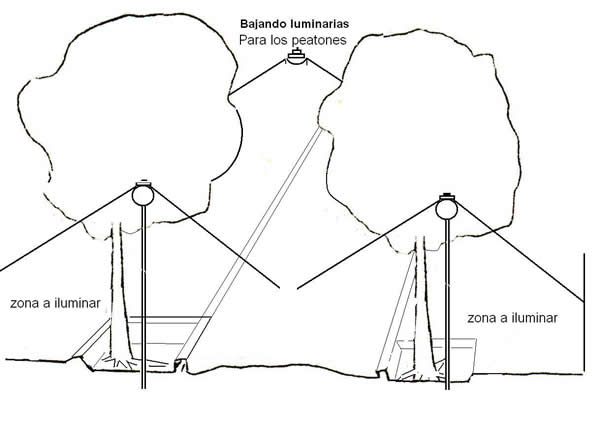 Bajando luminarias
Para los peatones
zona a iluminar
zona a iluminar